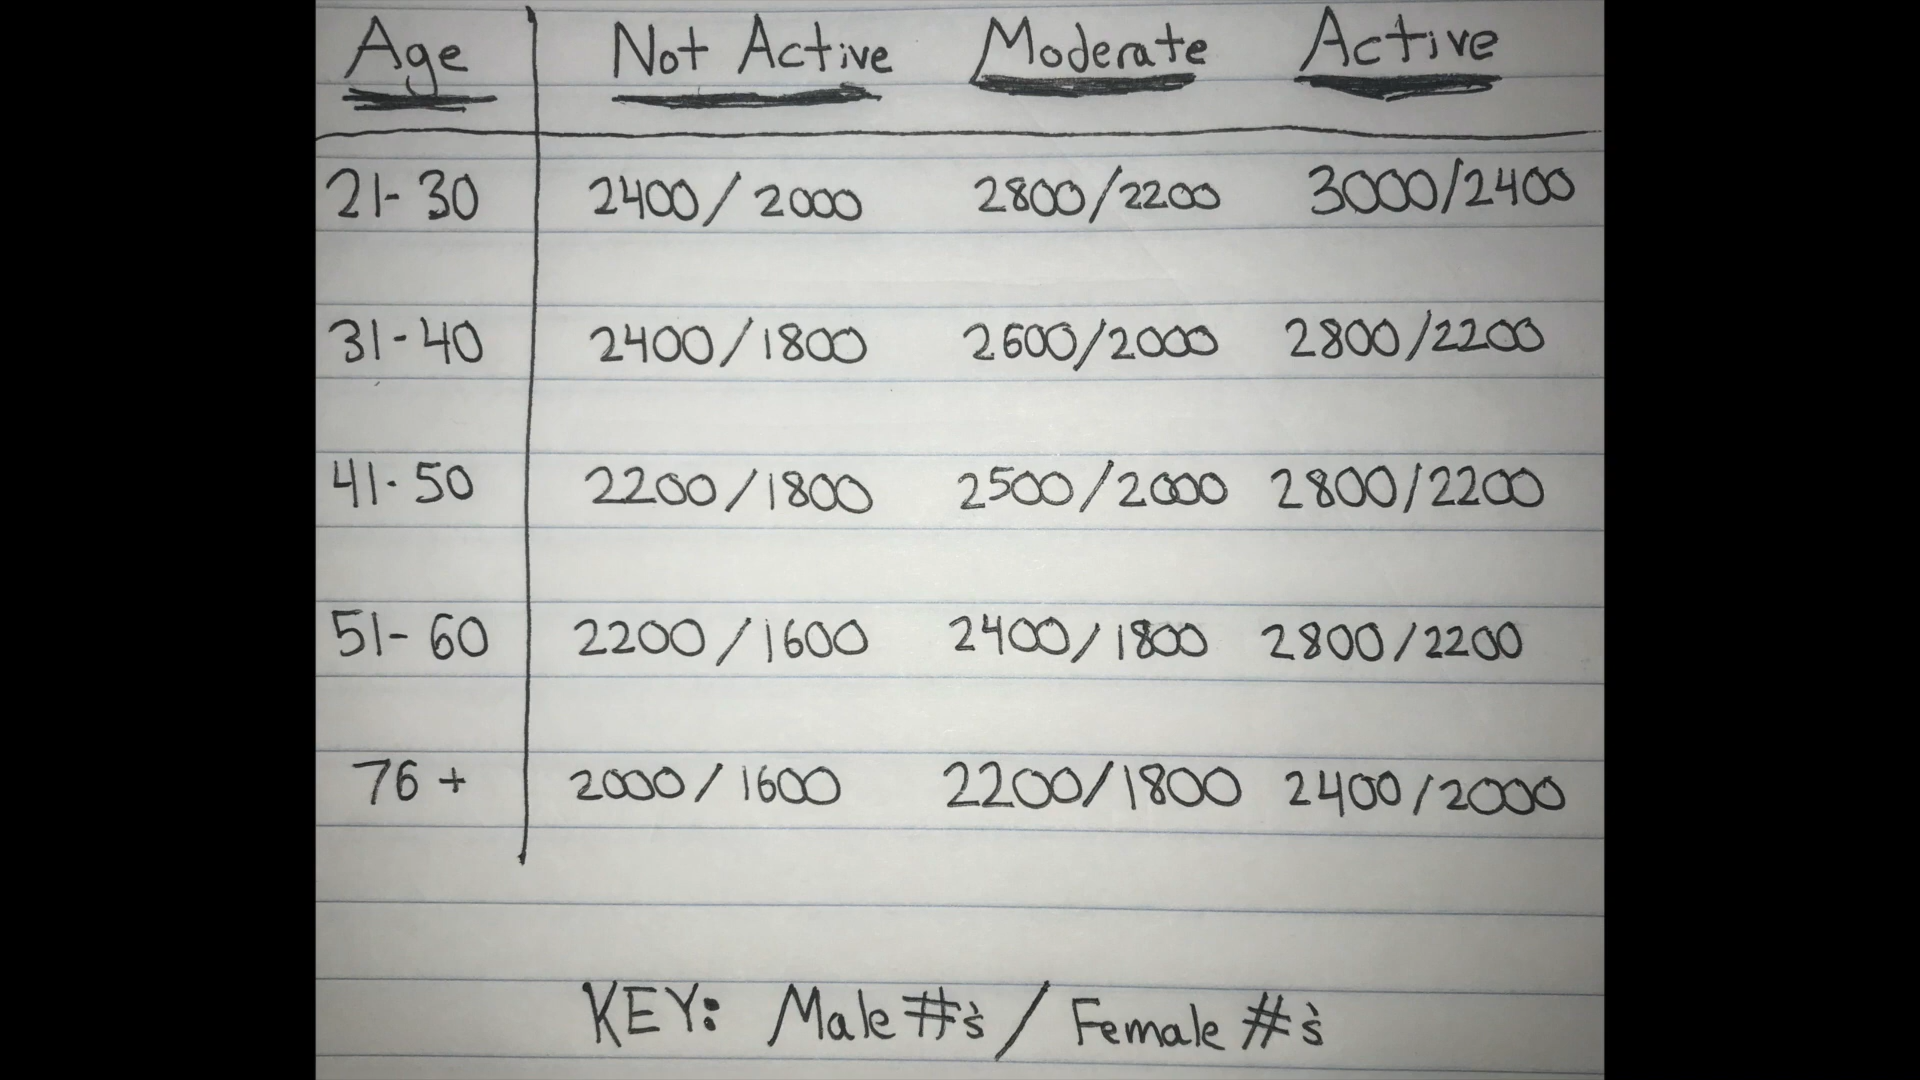 Age Not Active Moderate Active
21-30 2400/2000 2800/2200 3000/2400
31-40 2400/1800 2600/2000 2800/2200
41-50 2200/1800 2500/2000 2800/2200
51-60 2200/1600 2400/1800 2800/2200
76+ 2000/1600 2200/1800 2400/2000
KEY: Male #'s / Female #'s